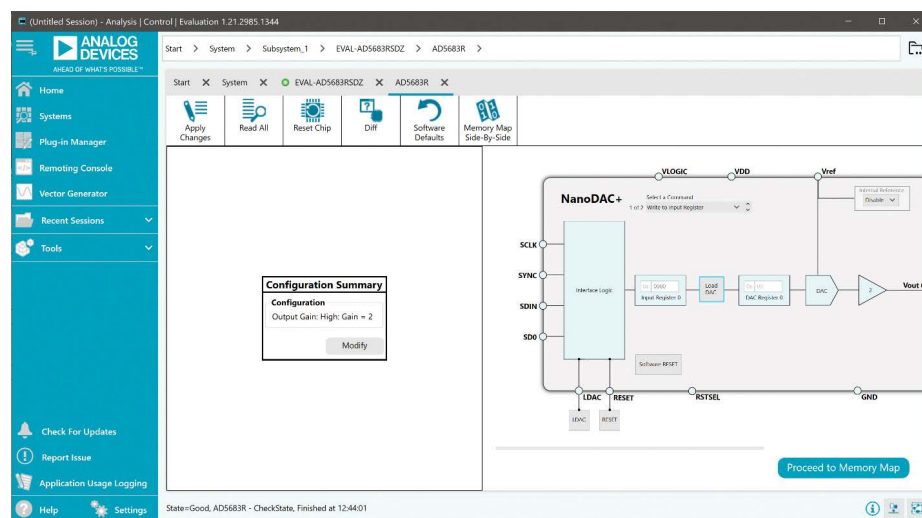 (Untitled Session) - Analysis | Control | Evaluation 1.21.2985.1344
ANALOG
DEVICES
AHEAD OF WHAT'S POSSIBLE™
Home
Systems
Plug-in Manager
Remoting Console
Vector Generator
Recent Sessions
Tools
Check For Updates
Report Issue
Application Usage Logging
Help
Settings
Start > System > Subsystem_1 > EVAL-AD5683RSDZ > AD5683R >
Start X System X EVAL-AD5683RSDZ X AD5683R X
Apply
Changes
Read All
Reset Chip
Diff
Software
Defaults
Memory Map
Side-By-Side
Configuration Summary
Configuration
Output Gain: High: Gain = 2
Modify
VLOGIC
VDD
Vref
NanoDAC+
Select a Command
1 of 2 Write to Input Register
Internal Reference
Disable
SCLK
SYNC
SDIN
SD0
Interface Logic
0x 0000
Input Register 0
Load
DAC
0x
DAC Register 0
DAC
2
Vout
Software RESET
LDAC
RESET
RSTSEL
GND
LDAC
RESET
Proceed to Memory Map
State=Good, AD5683R - CheckState, Finished at 12:44:01